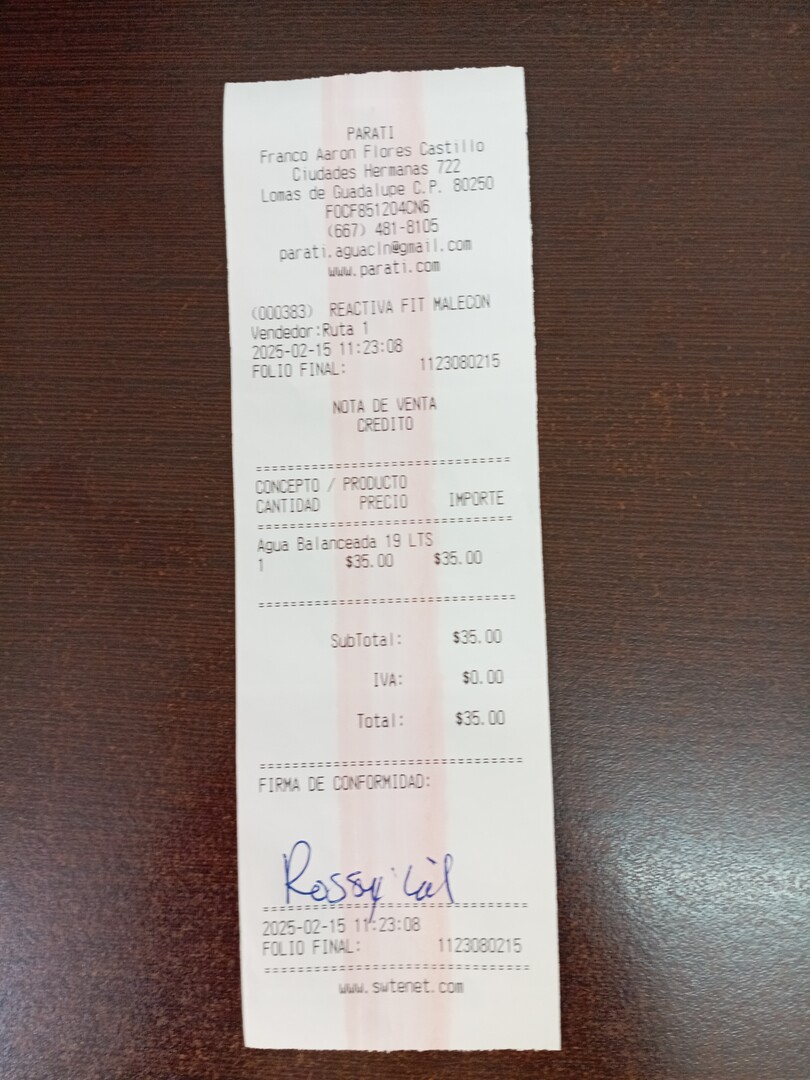 PARATI
Franco Aaron Flores Castillo
Ciudades Hermanas 722
Lomas de Guadalupe C.P. 80250
FOCF851204CN6
(667) 481-8105
parati.aguacln@gmail.com
www.parati.com
(000383) REACTIVA FIT MALECON
Vendedor:Ruta 1
2025-02-15 11:23:08
FOLIO FINAL: 1123080215
NOTA DE VENTA
CREDITO
================================
CONCEPTO / PRODUCTO
CANTIDAD PRECIO IMPORTE
================================
Agua Balanceada 19 LTS
1 $35.00 $35.00
================================
SubTotal: $35.00
IVA: $0.00
Total: $35.00
================================
FIRMA DE CONFORMIDAD:
Rossy
================================
2025-02-15 11:23:08
FOLIO FINAL: 1123080215
================================
www.swtenet.com